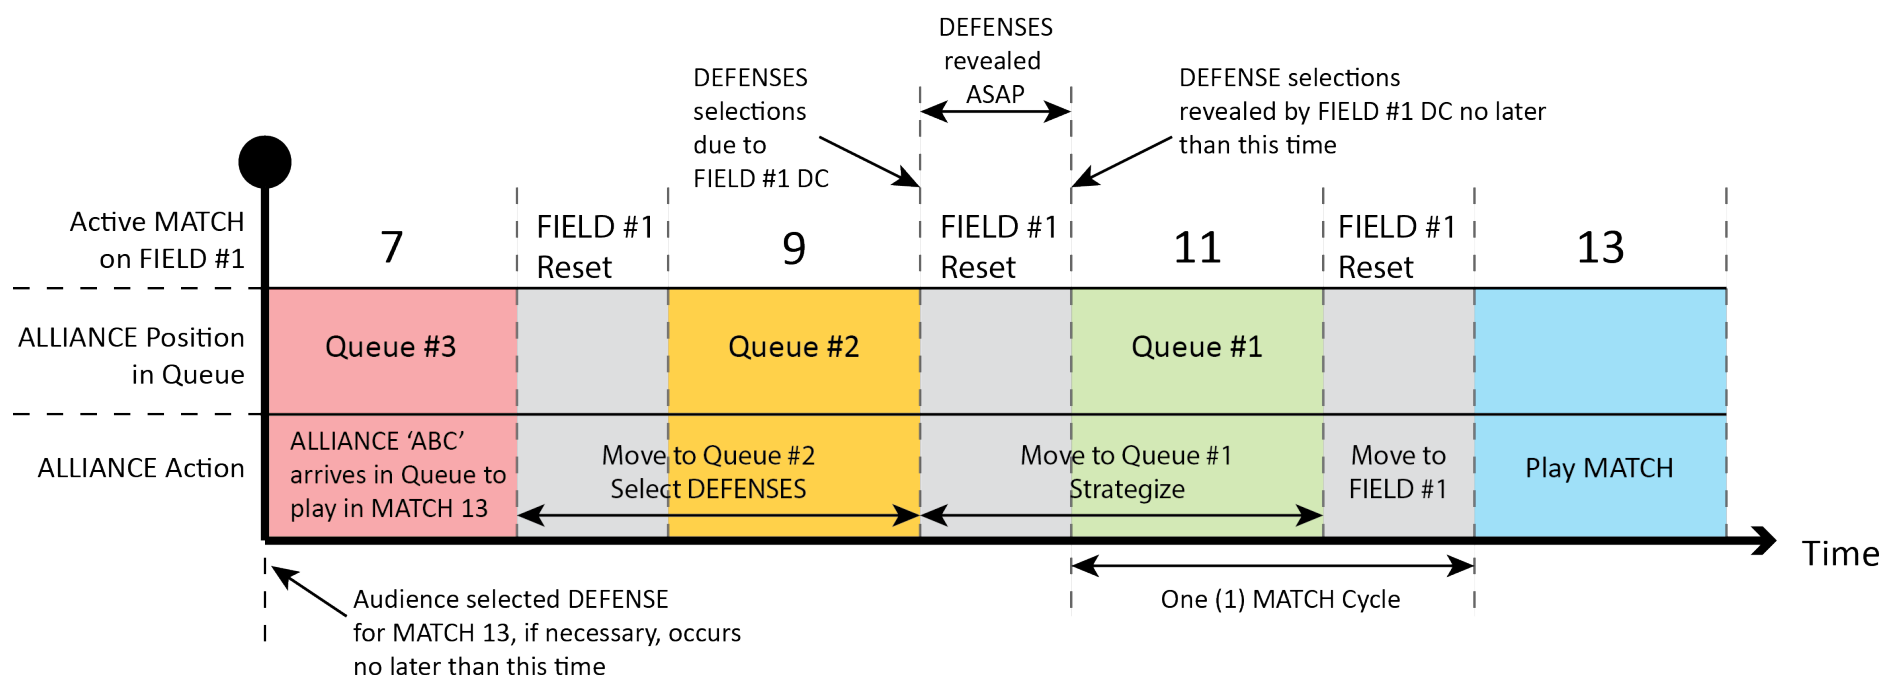 DEFENSES
revealed
ASAP
DEFENSES
selections
due to
FIELD #1 DC
DEFENSE selections
revealed by FIELD #1 DC no later
than this time
Active MATCH
on FIELD #1
7
FIELD #1
Reset
9
FIELD #1
Reset
11
FIELD #1
Reset
13
ALLIANCE Position
in Queue
Queue #3
Queue #2
Queue #1
ALLIANCE Action
ALLIANCE ‘ABC’
arrives in Queue to
play in MATCH 13
Move to Queue #2
Select DEFENSES
Move to Queue #1
Strategize
Move to
FIELD #1
Play MATCH
Time
Audience selected DEFENSE
for MATCH 13, if necessary, occurs
no later than this time
One (1) MATCH Cycle